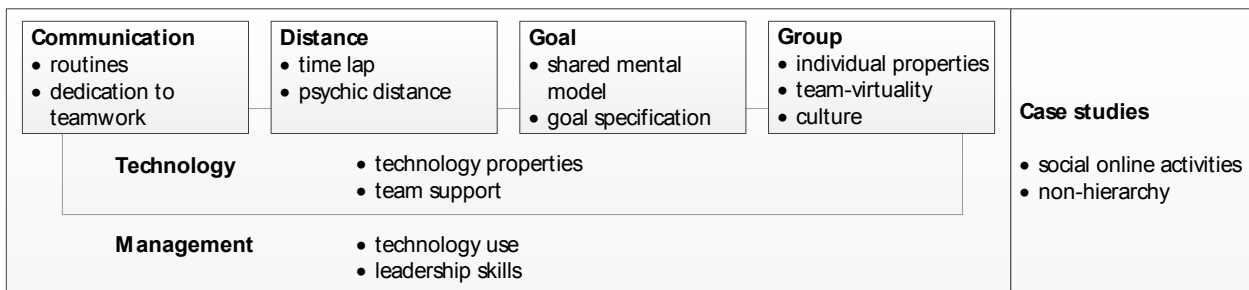 Communication
• routines
• dedication to
teamwork
Distance
• time lap
• psychic distance
Goal
• shared mental
model
• goal specification
Group
• individual properties
• team-virtuality
• culture
Technology
• technology properties
• team support
Management
• technology use
• leadership skills
Case studies
• social online activities
• non-hierarchy